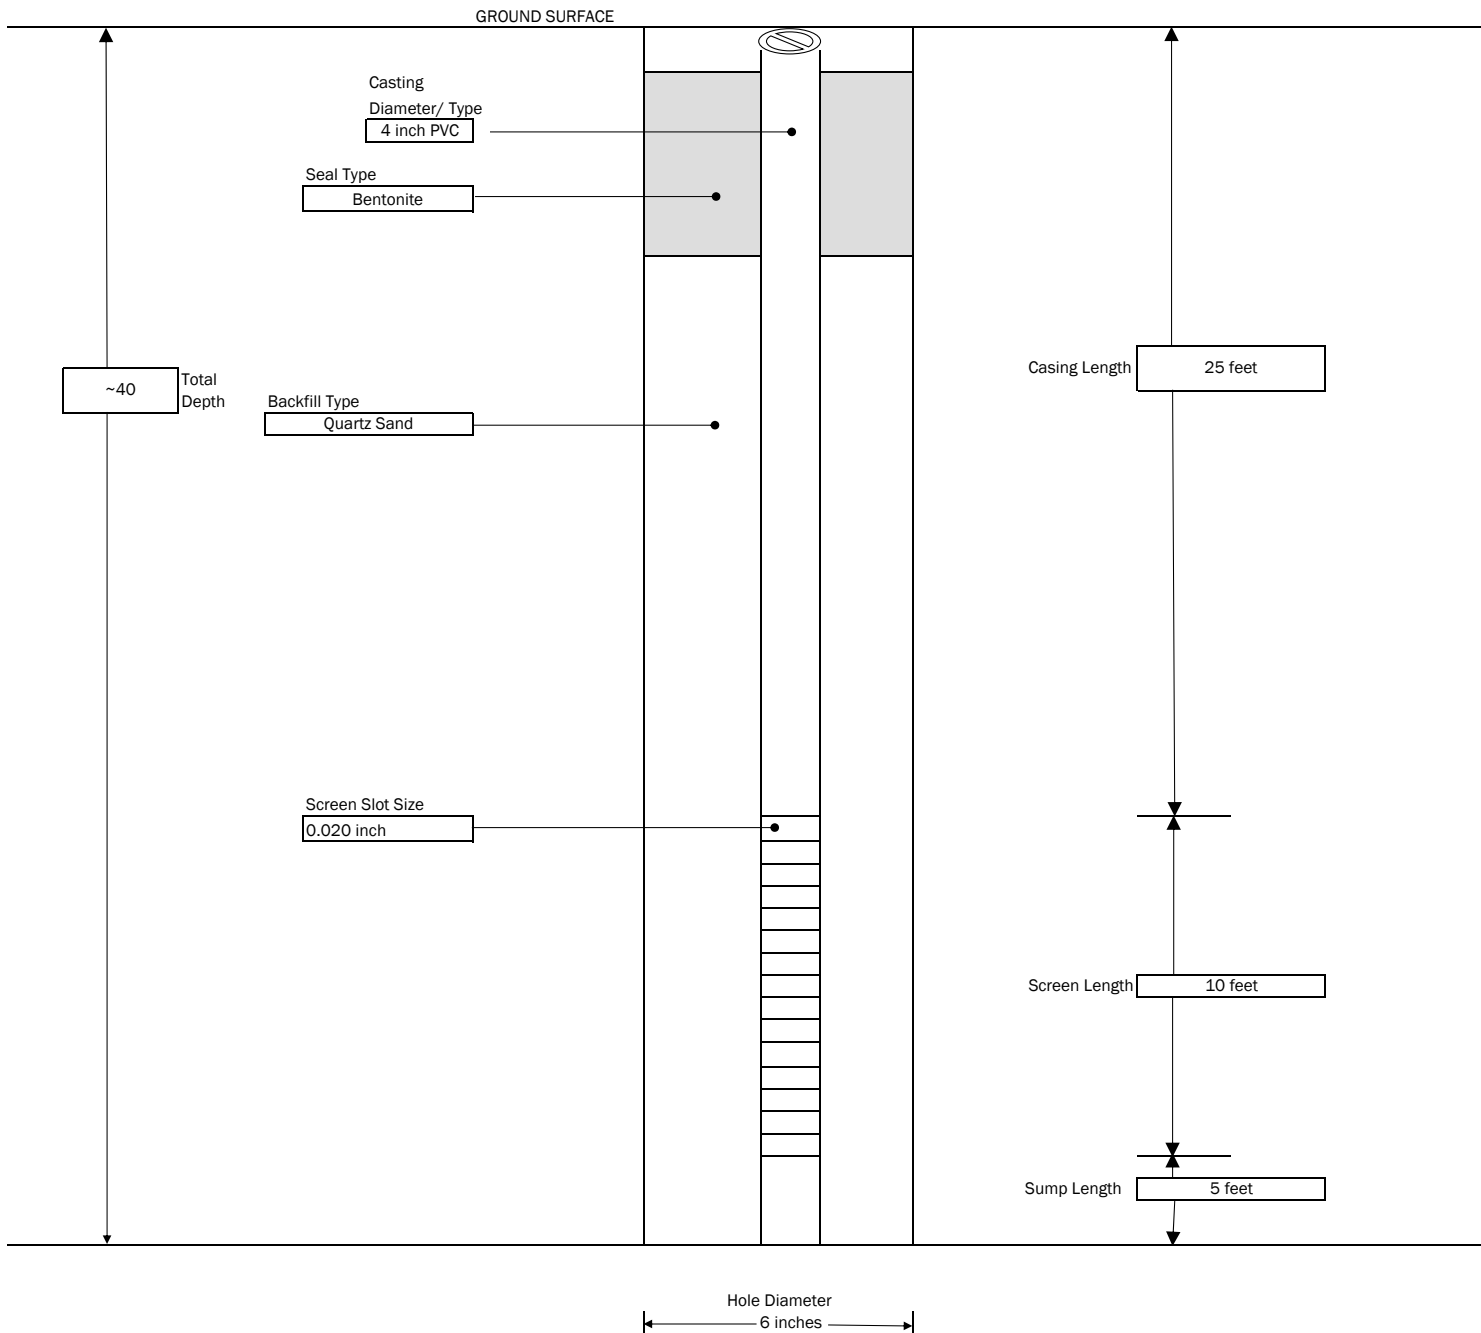 GROUND SURFACE
Casting
Diameter/ Type
4 inch PVC
Seal Type
Bentonite
~40
Total
Depth
Casing Length
25 feet
Backfill Type
Quartz Sand
Screen Slot Size
0.020 inch
Screen Length
10 feet
Sump Length
5 feet
Hole Diameter
6 inches